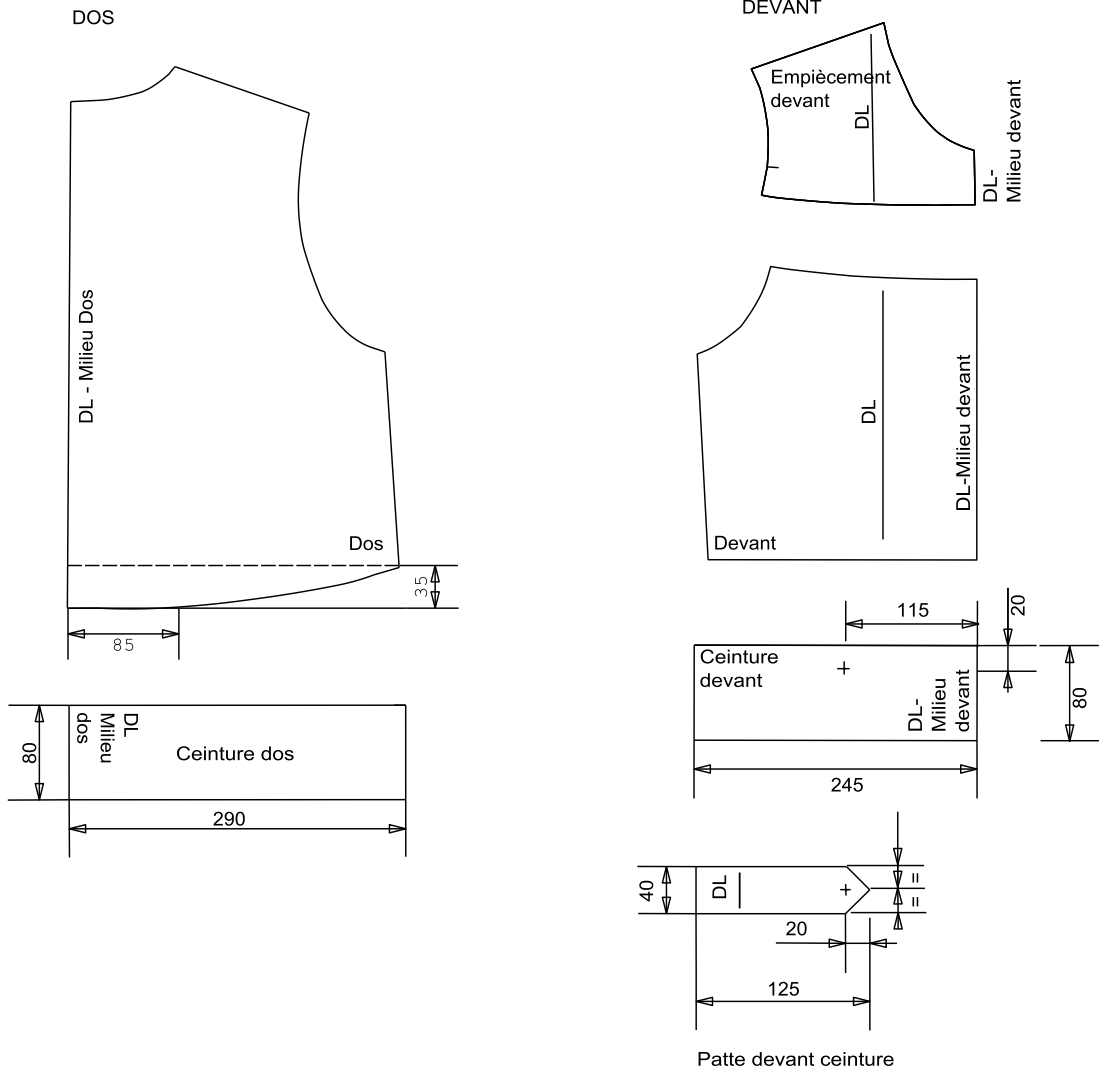 DOS
DL - Milieu Dos
Dos
35
85
80
DL
Milieu
dos
Ceinture dos
290
DEVANT
Empiècement
devant
DL
DL-
Milieu devant
DL
DL-Milieu devant
Devant
115
20
Ceinture
devant
DL-
Milieu
devant
80
245
40
DL
=
=
20
125
Patte devant ceinture